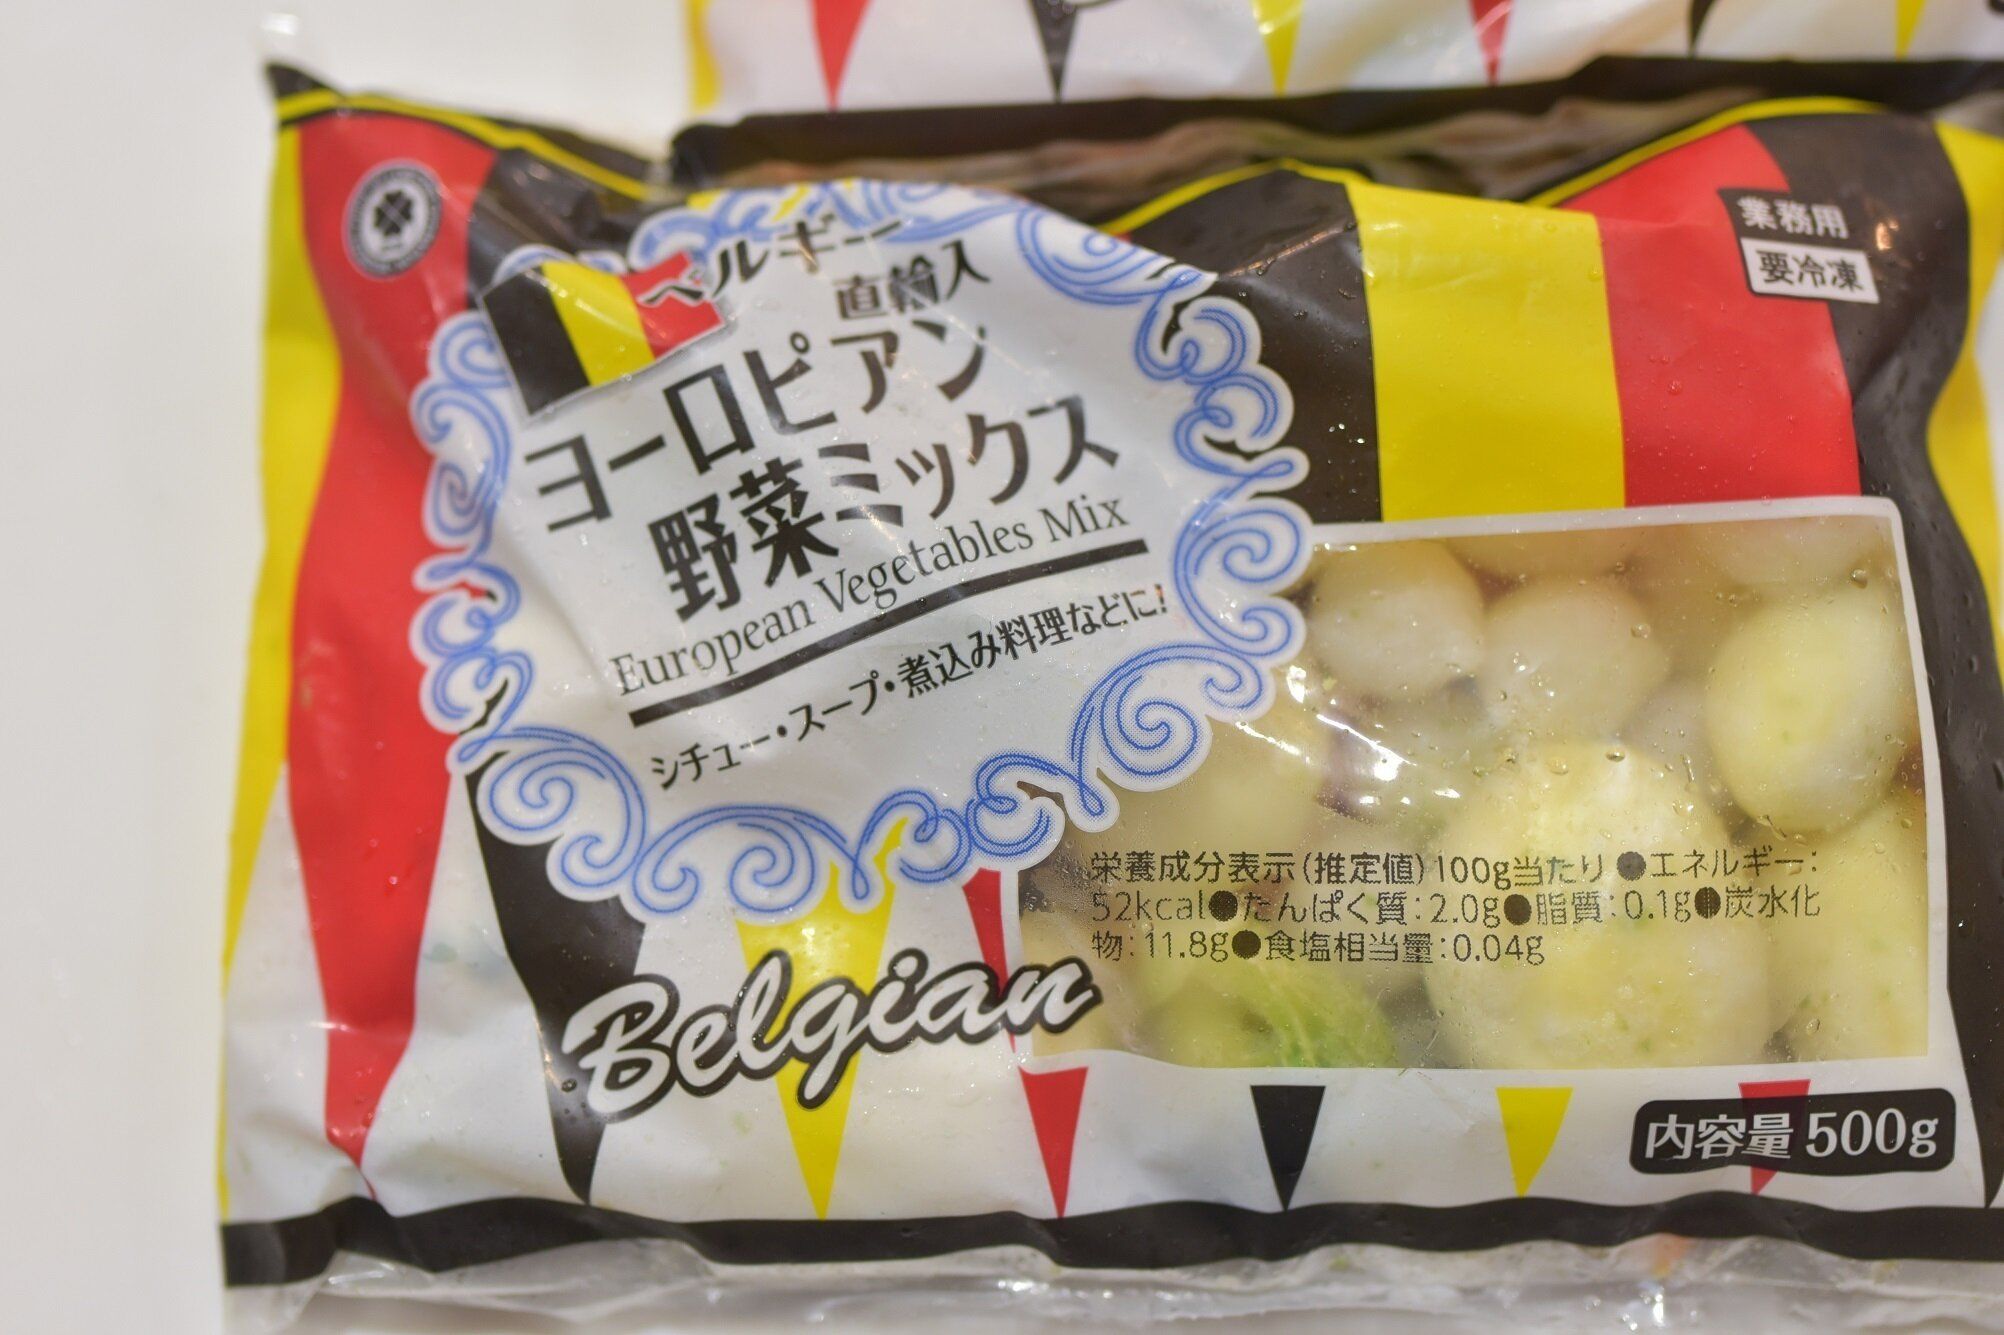 ベルギー
直輸入
ヨーロピアン
野菜ミックス
European Vegetables Mix
シチュー・スープ・煮込み料理などに!
業務用
要冷凍
栄養成分表示(推定値)100g当たり●エネルギー:
52kcal●たんぱく質:2.0g●脂質:0.1g●炭水化
物:11.8g●食塩相当量:0.04g
Belgian
内容量500g